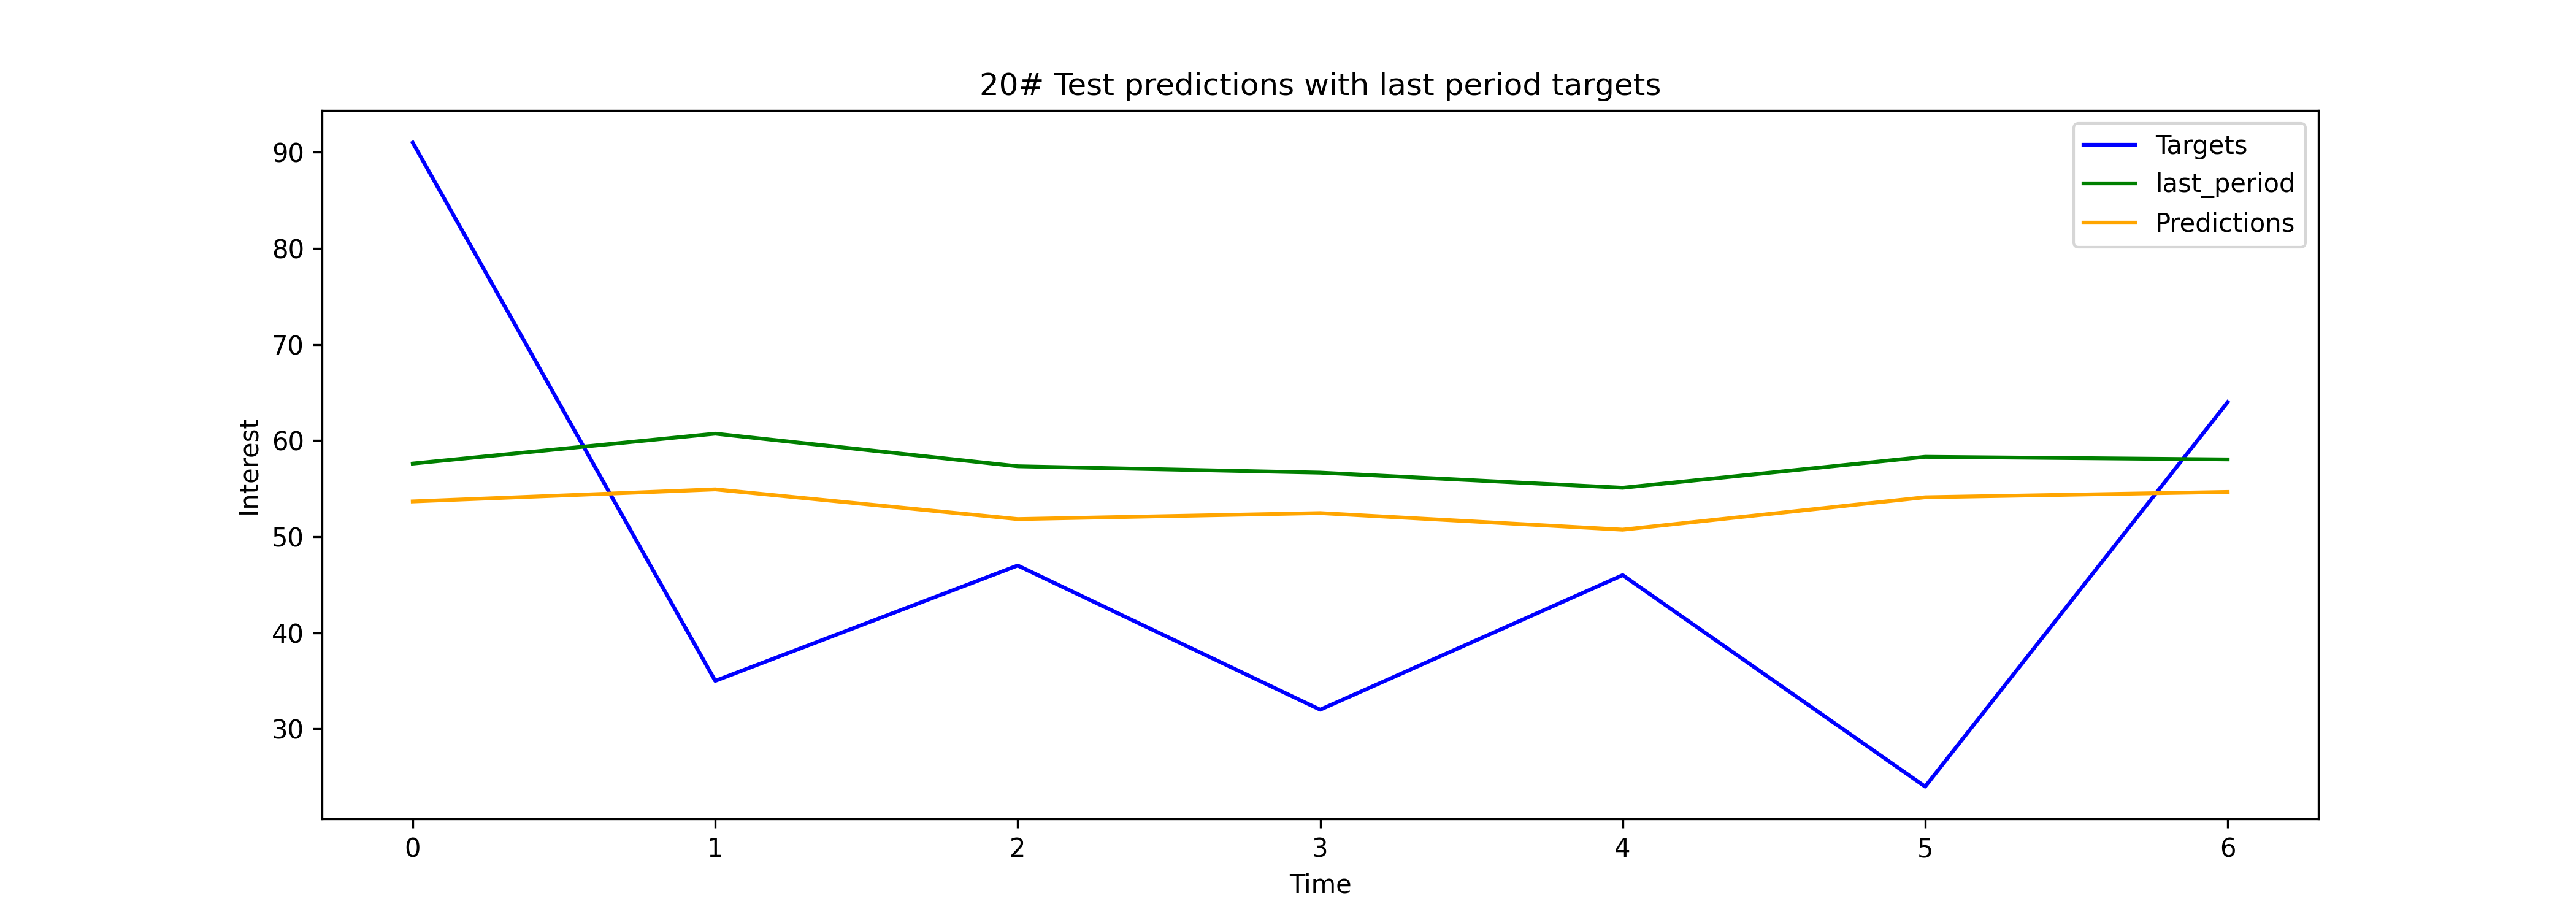 20# Test predictions with last period targets
Targets
last_period
Predictions
90
80
70
60
50
40
30
Interest
0 1 2 3 4 5 6
Time